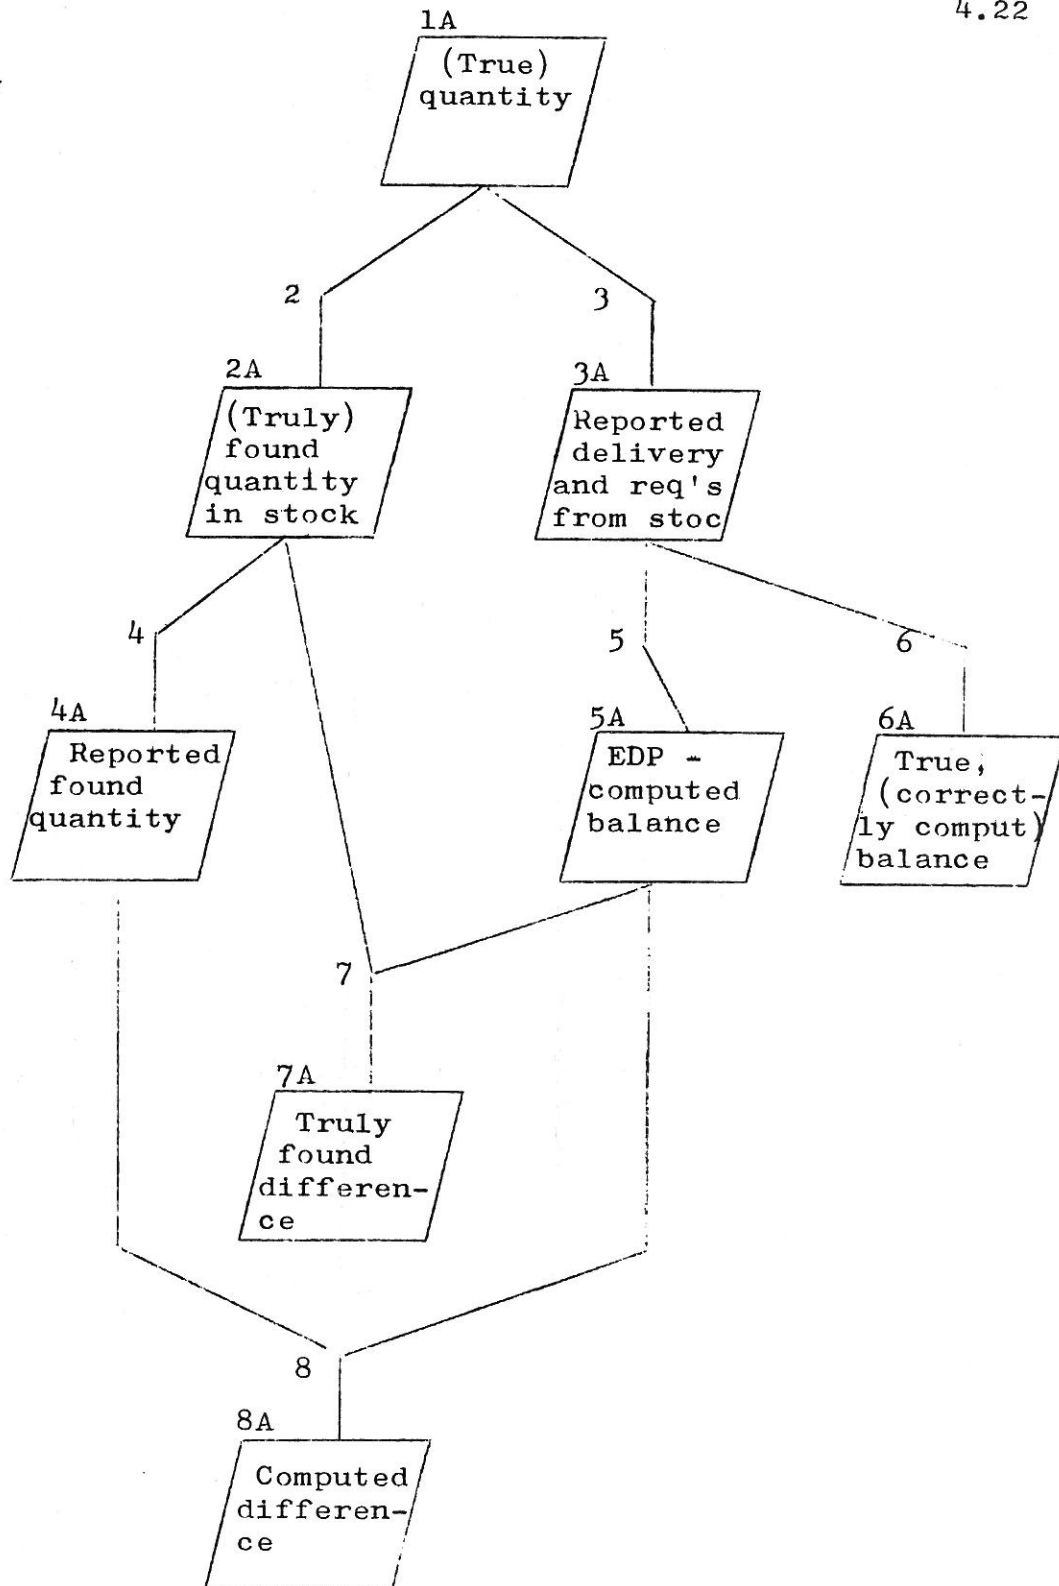 4.22
1A
(True)
quantity
2
3
2A
(Truly)
found
quantity
in stock
3A
Reported
delivery
and req's
from stoc
4
5
6
4A
Reported
found
quantity
5A
EDP -
computed
balance
6A
True,
(correct-
ly comput)
balance
7
7A
Truly
found
differen-
ce
8
8A
Computed
differen-
ce